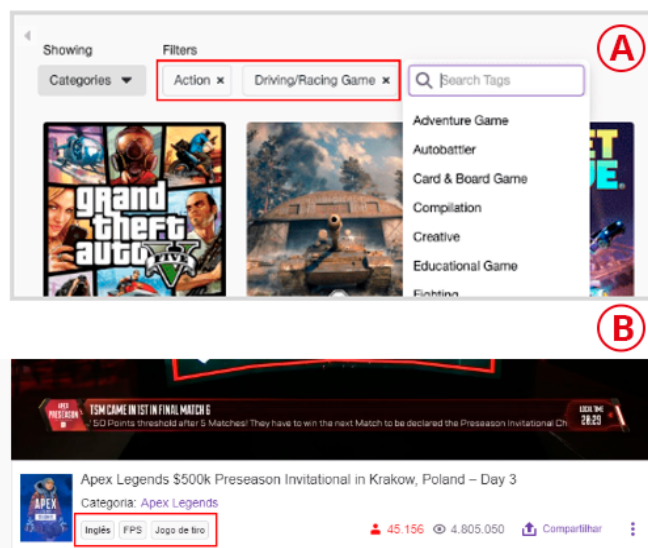 A
Showing Filters
Categories Action × Driving/Racing Game × Search Tags
Adventure Game
Autobattler
Card & Board Game
Compilation
Creative
Educational Game
Fighting
grand
theft
auto
FIVE
ET
UE
B
APEX PRESEASON
TSM CAME IN 1ST IN FINAL MATCH 6
50 Points threshold after 5 Matches! They have to win the next Match to be declared the Preseason Invitational Ch
LOCAL TIME
20:29
Apex Legends $500k Preseason Invitational in Krakow, Poland – Day 3
Categoria: Apex Legends
APEX
Inglês FPS Jogo de tiro 45.156 4.805.050 Compartilhar